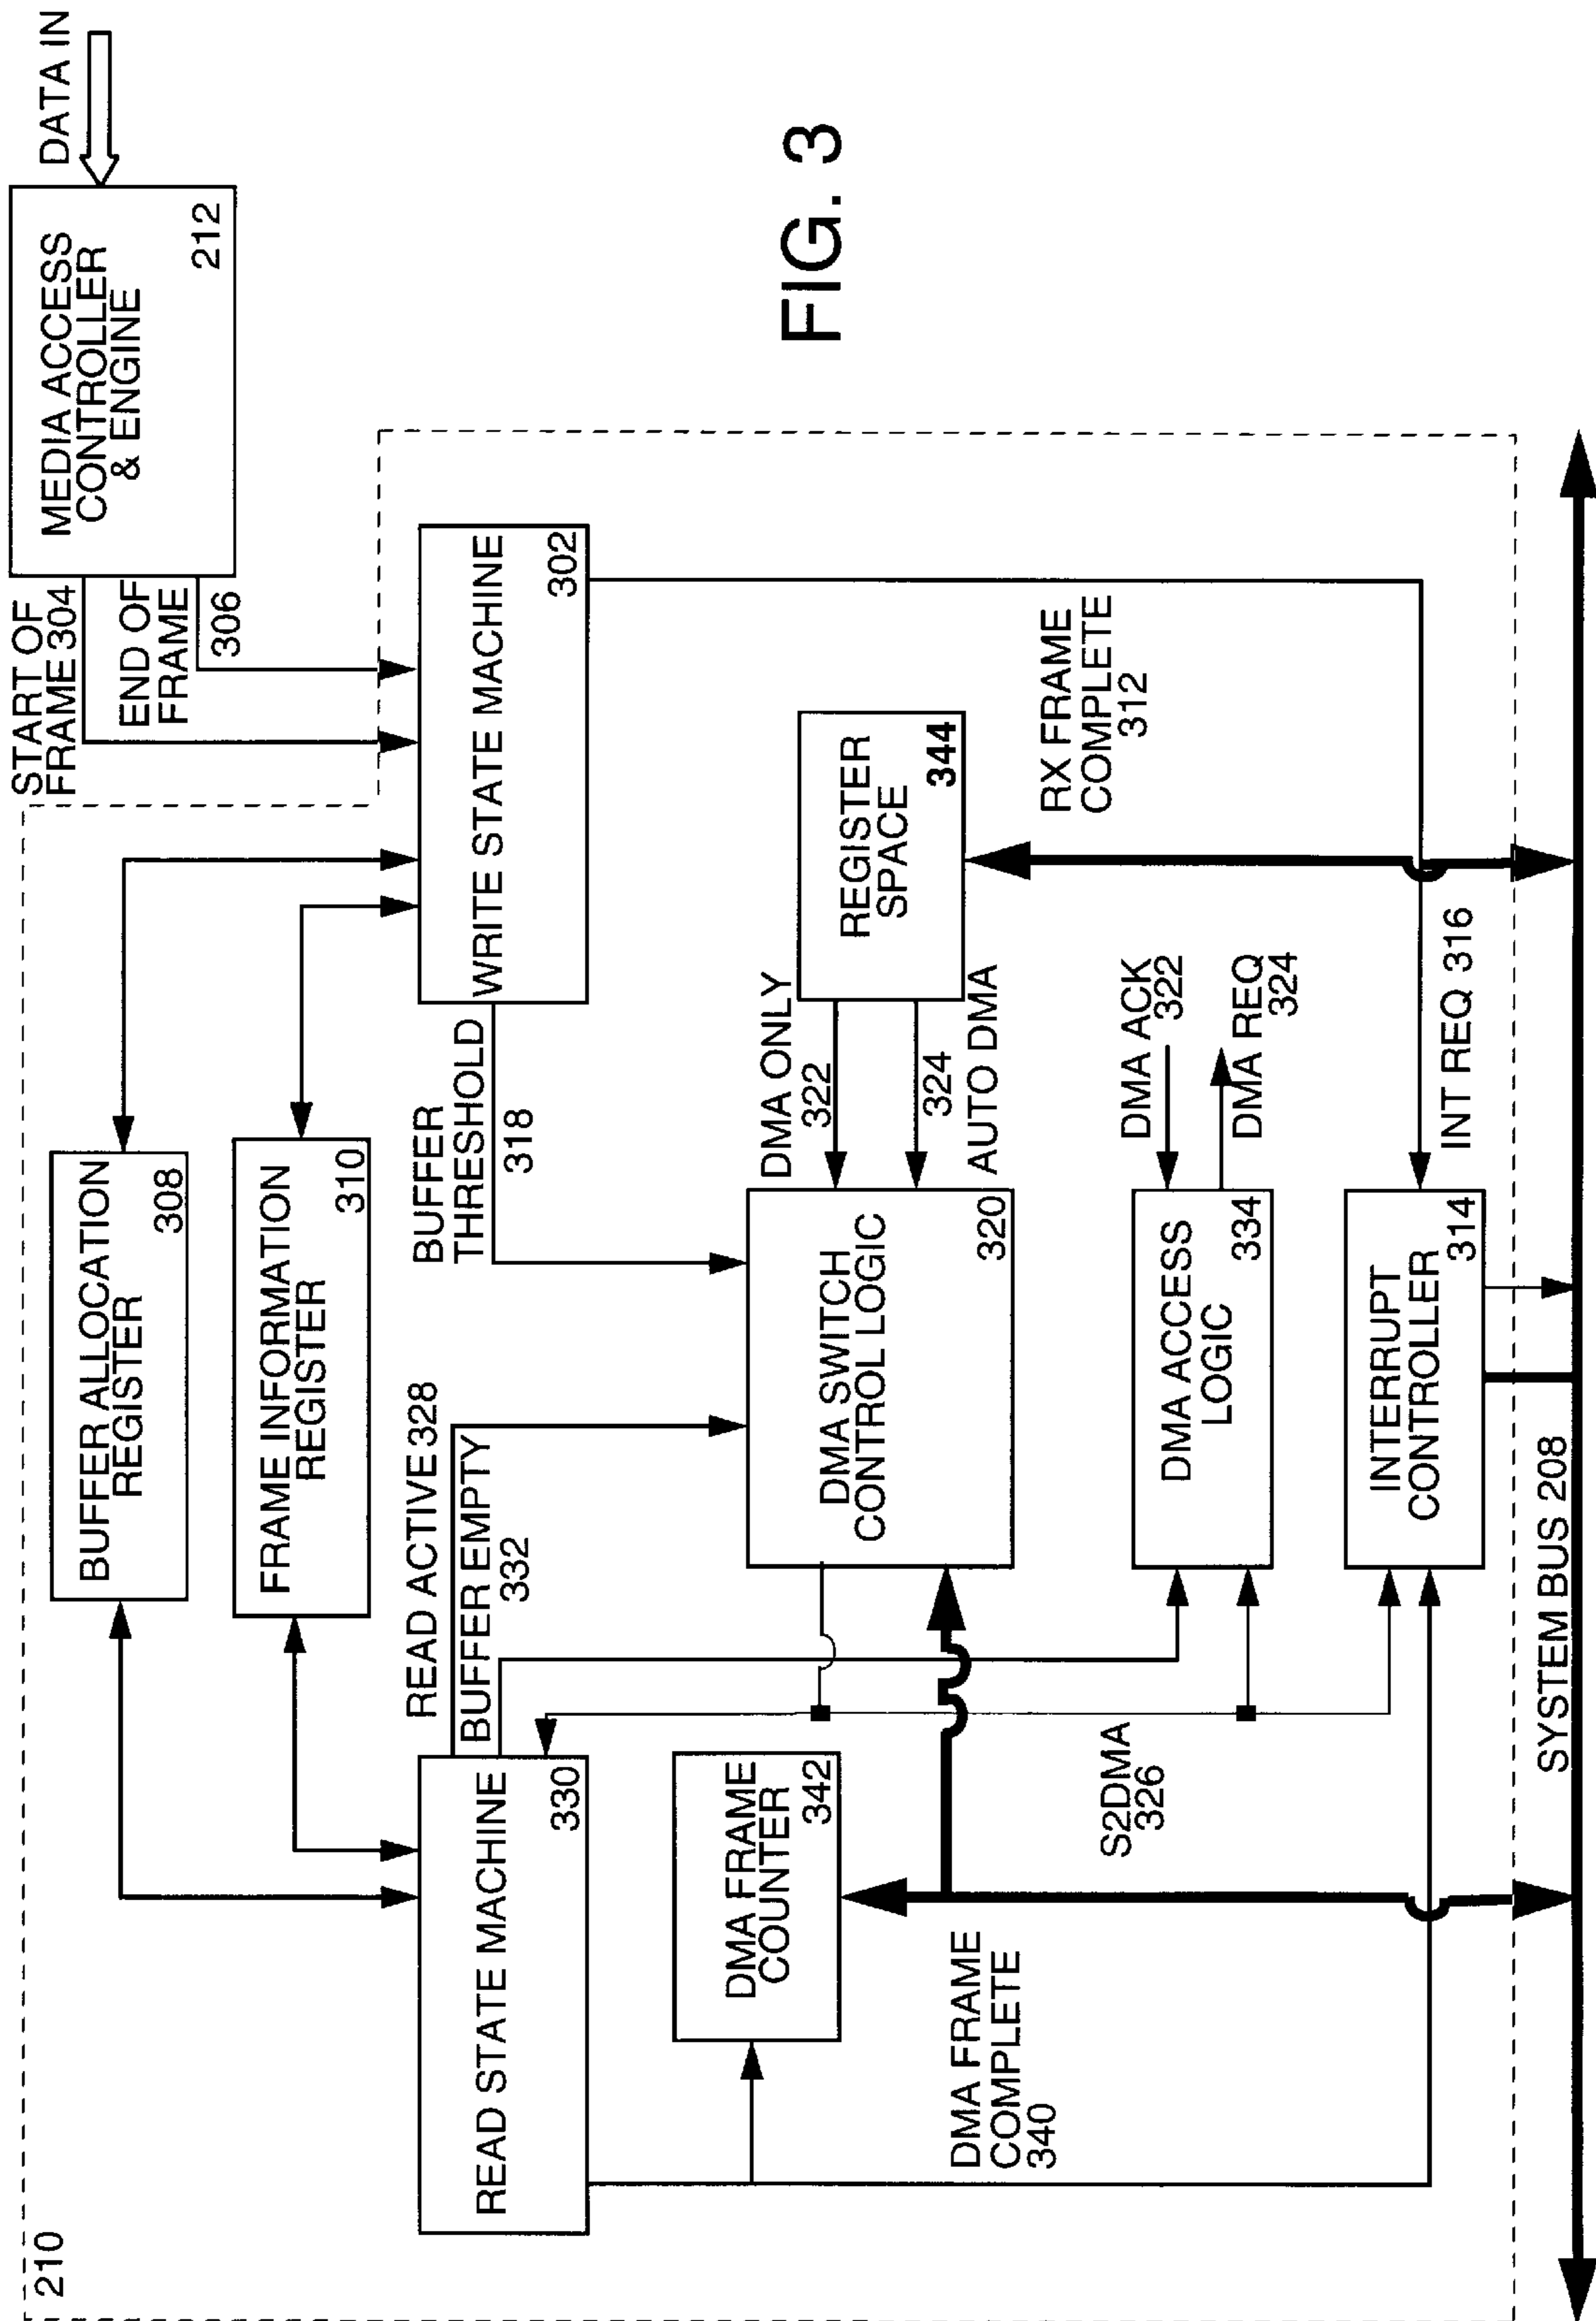 210
BUFFER ALLOCATION
REGISTER
308
FRAME INFORMATION
REGISTER
310
START OF
FRAME 304
END OF
FRAME
306
MEDIA ACCESS
CONTROLLER
& ENGINE
212
DATA IN
READ STATE MACHINE
330
READ ACTIVE 328
BUFFER EMPTY
332
BUFFER
THRESHOLD
318
WRITE STATE MACHINE
302
DMA FRAME
COUNTER
342
DMA SWITCH
CONTROL LOGIC
320
DMA ONLY
322
324
AUTO DMA
REGISTER
SPACE
344
FIG. 3
DMA FRAME
COMPLETE
340
S2DMA
326
DMA ACCESS
LOGIC
334
DMA ACK
322
DMA REQ
324
RX FRAME
COMPLETE
312
INTERRUPT
CONTROLLER
314
INT REQ 316
SYSTEM BUS 208